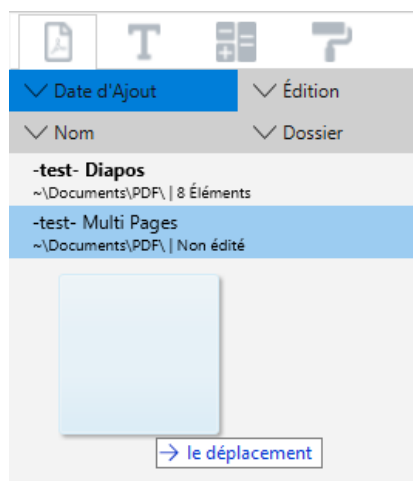 T
Date d'Ajout
Édition
Nom
Dossier
-test- Diapos
~\Documents\PDF\ | 8 Éléments
-test- Multi Pages
~\Documents\PDF\ | Non édité
→ le déplacement